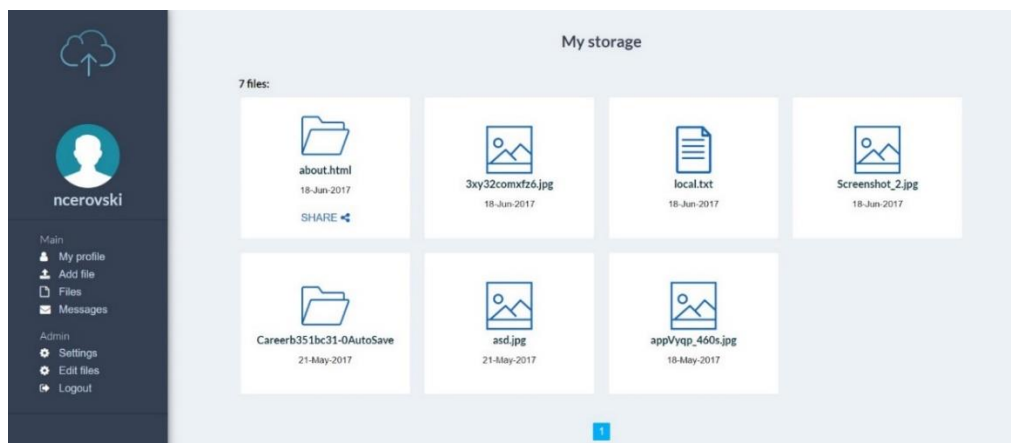 My storage
ncerovski
Main
My profile
Add file
Files
Messages
Admin
Settings
Edit files
Logout
7 files:
about.html
18-Jun-2017
SHARE
3xy32comxfz6.jpg
18-Jun-2017
local.txt
18-Jun-2017
Screenshot_2.jpg
18-Jun-2017
Careerb351bc31-0AutoSave
21-May-2017
asd.jpg
21-May-2017
appVyqp_460s.jpg
18-May-2017
1